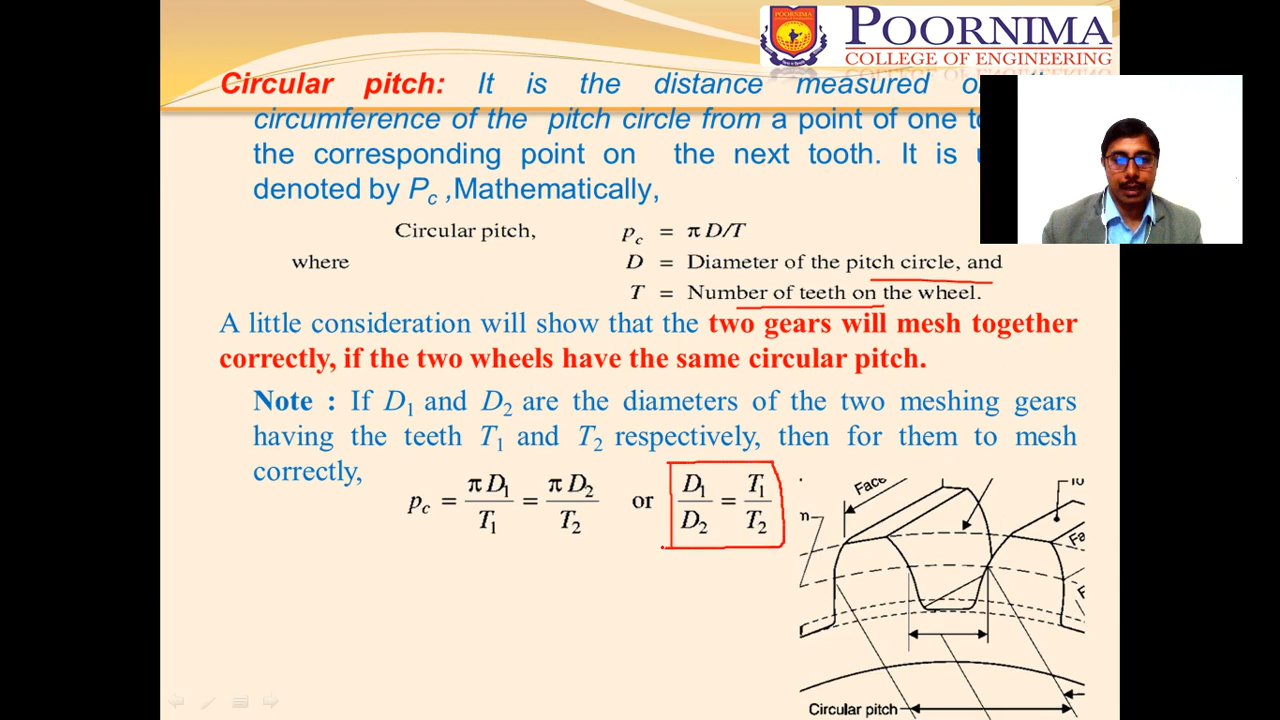 POORNIMA
COLLEGE OF ENGINEERING
Circular pitch: It is the distance measured
circumference of the pitch circle from a point of one
the corresponding point on the next tooth. It is
denoted by Pc ,Mathematically,
Circular pitch, pc = π D/T
where D = Diameter of the pitch circle, and
T = Number of teeth on the wheel.
A little consideration will show that the two gears will mesh together
correctly, if the two wheels have the same circular pitch.
Note : If D1 and D2 are the diameters of the two meshing gears
having the teeth T1 and T2 respectively, then for them to mesh
correctly,
pc = π D1 / T1 = π D2 / T2 or D1 / D2 = T1 / T2
Face
Circular pitch